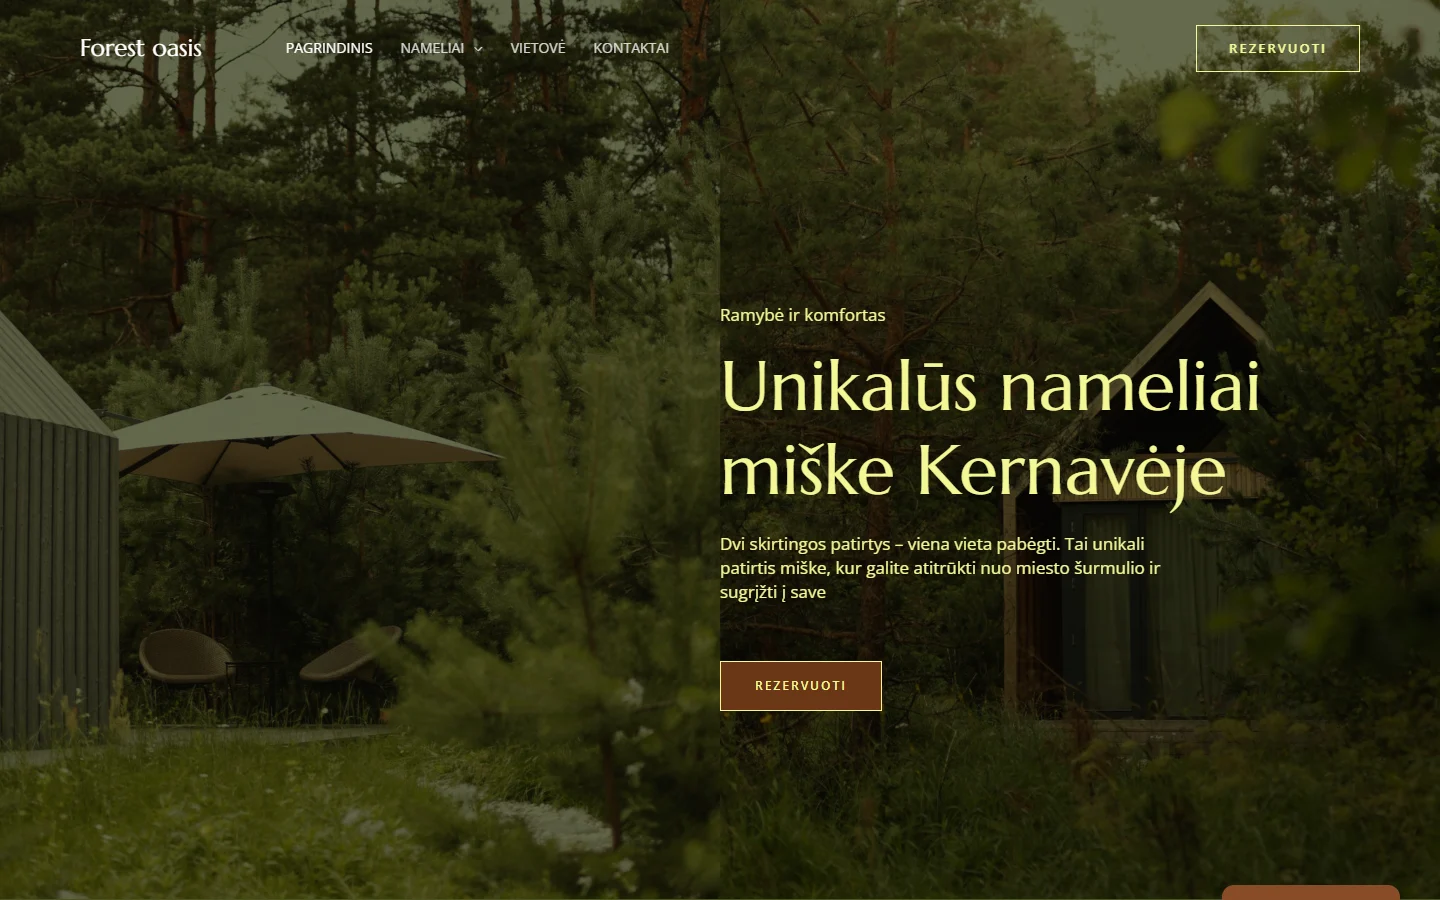 Forest oasis
PAGRINDINIS
NAMELIAI
VIETOVĖ
KONTAKTAI
REZERVUOTI
Ramybė ir komfortas
Unikalūs nameliai
miške Kernavėje
Dvi skirtingos patirtys – viena vieta pabėgti. Tai unikali
patirtis miške, kur galite atitrūkti nuo miesto šurmulio ir
sugrįžti į save
REZERVUOTI